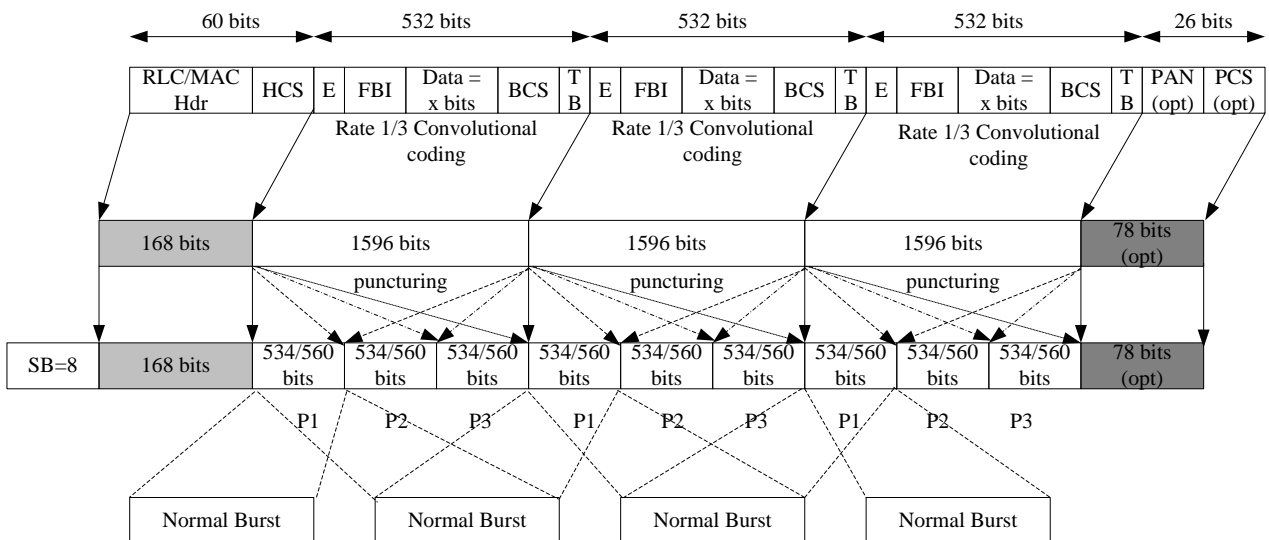 60 bits 532 bits 532 bits 532 bits 26 bits
RLC/MAC Hdr HCS E FBI Data = x bits BCS T B E FBI Data = x bits BCS T B E FBI Data = x bits BCS T B PAN (opt) PCS (opt)
Rate 1/3 Convolutional coding Rate 1/3 Convolutional coding Rate 1/3 Convolutional coding
168 bits 1596 bits 1596 bits 1596 bits 78 bits (opt)
puncturing puncturing puncturing
SB=8 168 bits 534/560 bits 534/560 bits 534/560 bits 534/560 bits 534/560 bits 534/560 bits 534/560 bits 534/560 bits 534/560 bits 78 bits (opt)
P1 P2 P3 P1 P2 P3 P1 P2 P3
Normal Burst Normal Burst Normal Burst Normal Burst